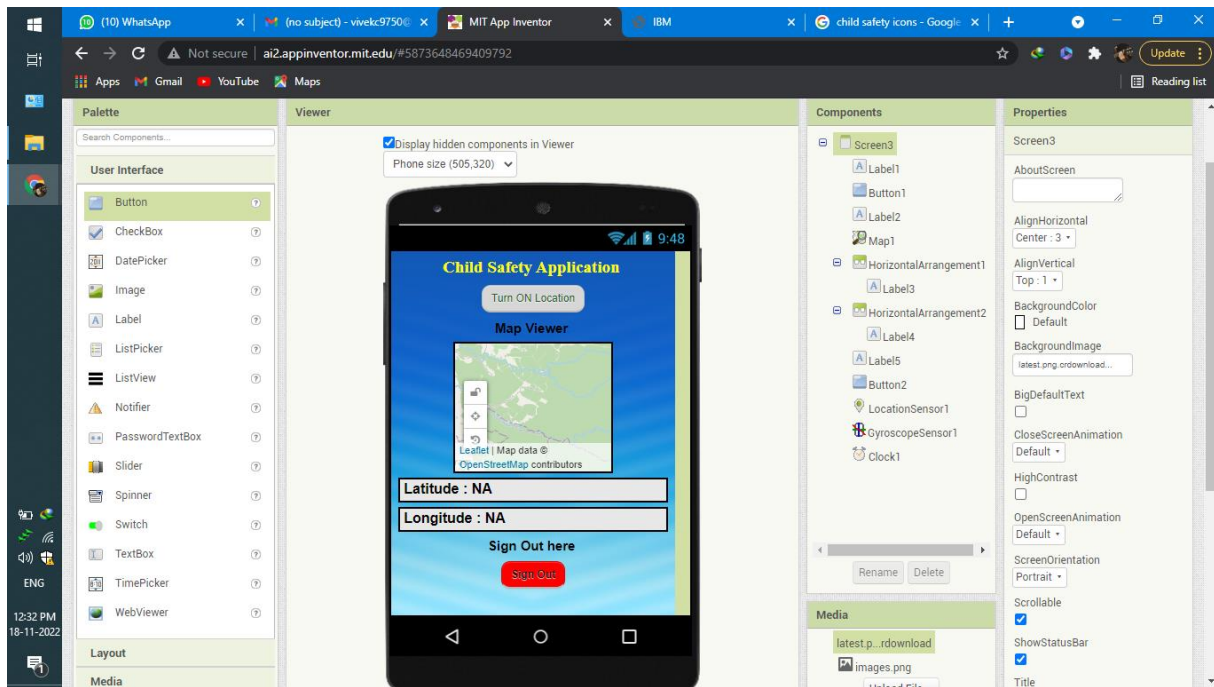 (10) WhatsApp
(no subject) - vivekc9750@
MIT App Inventor
IBM
child safety icons - Google
Not secure | ai2.appinventor.mit.edu/#5873648469409792
Update
Apps Gmail YouTube Maps
Reading list
Palette
Search Components...
User Interface
Button
CheckBox
DatePicker
Image
Label
ListPicker
ListView
Notifier
PasswordTextBox
Slider
Spinner
Switch
TextBox
TimePicker
WebViewer
Layout
Media
Viewer
Display hidden components in Viewer
Phone size (505,320)
9:48
Child Safety Application
Turn ON Location
Map Viewer
Leaflet | Map data ©
OpenStreetMap contributors
Latitude : NA
Longitude : NA
Sign Out here
Sign Out
Components
Screen3
Label1
Button1
Label2
Map1
HorizontalArrangement1
Label3
HorizontalArrangement2
Label4
Label5
Button2
LocationSensor1
GyroscopeSensor1
Clock1
Rename Delete
Media
latest.p...rdownload
images.png
Upload File
Properties
Screen3
AboutScreen
AlignHorizontal
Center : 3
AlignVertical
Top : 1
BackgroundColor
Default
BackgroundImage
latest.png.crdownload...
BigDefaultText
CloseScreenAnimation
Default
HighContrast
OpenScreenAnimation
Default
ScreenOrientation
Portrait
Scrollable
ShowStatusBar
Title
ENG
12:32 PM
18-11-2022
1